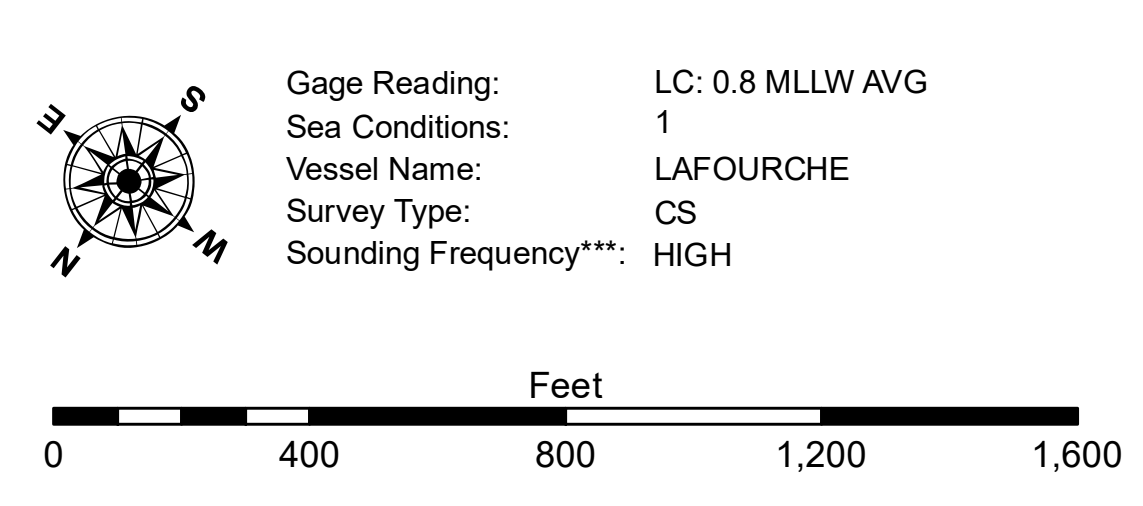 S
E
W
N
Gage Reading: LC: 0.8 MLLW AVG
Sea Conditions: 1
Vessel Name: LAFOURCHE
Survey Type: CS
Sounding Frequency***: HIGH
Feet
0 400 800 1,200 1,600